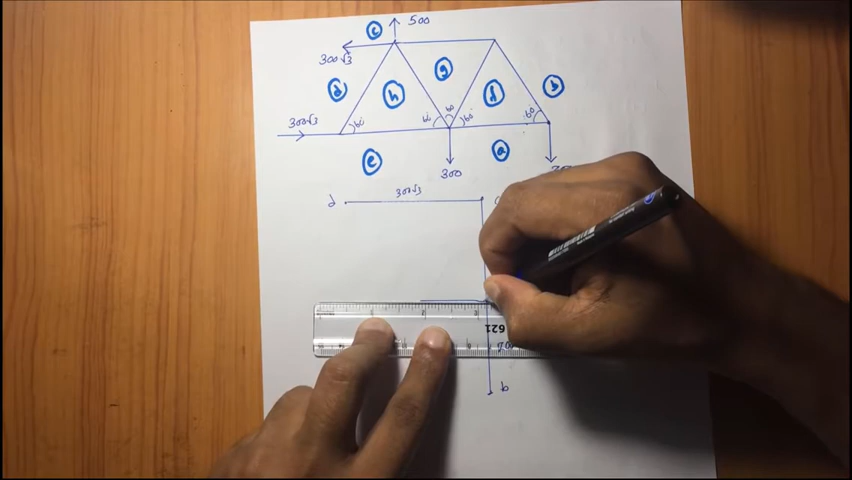 c 500
300√3
g b
d h f
300√3
60 60 60 60 60
e a
300
300√3
d
621
b